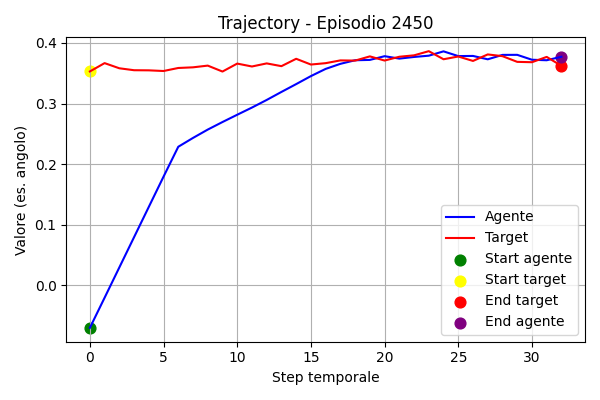 Trajectory - Episodio 2450
Valore (es. angolo)
0.4
0.3
0.2
0.1
0.0
0 5 10 15 20 25 30
Step temporale
Agente
Target
Start agente
Start target
End target
End agente